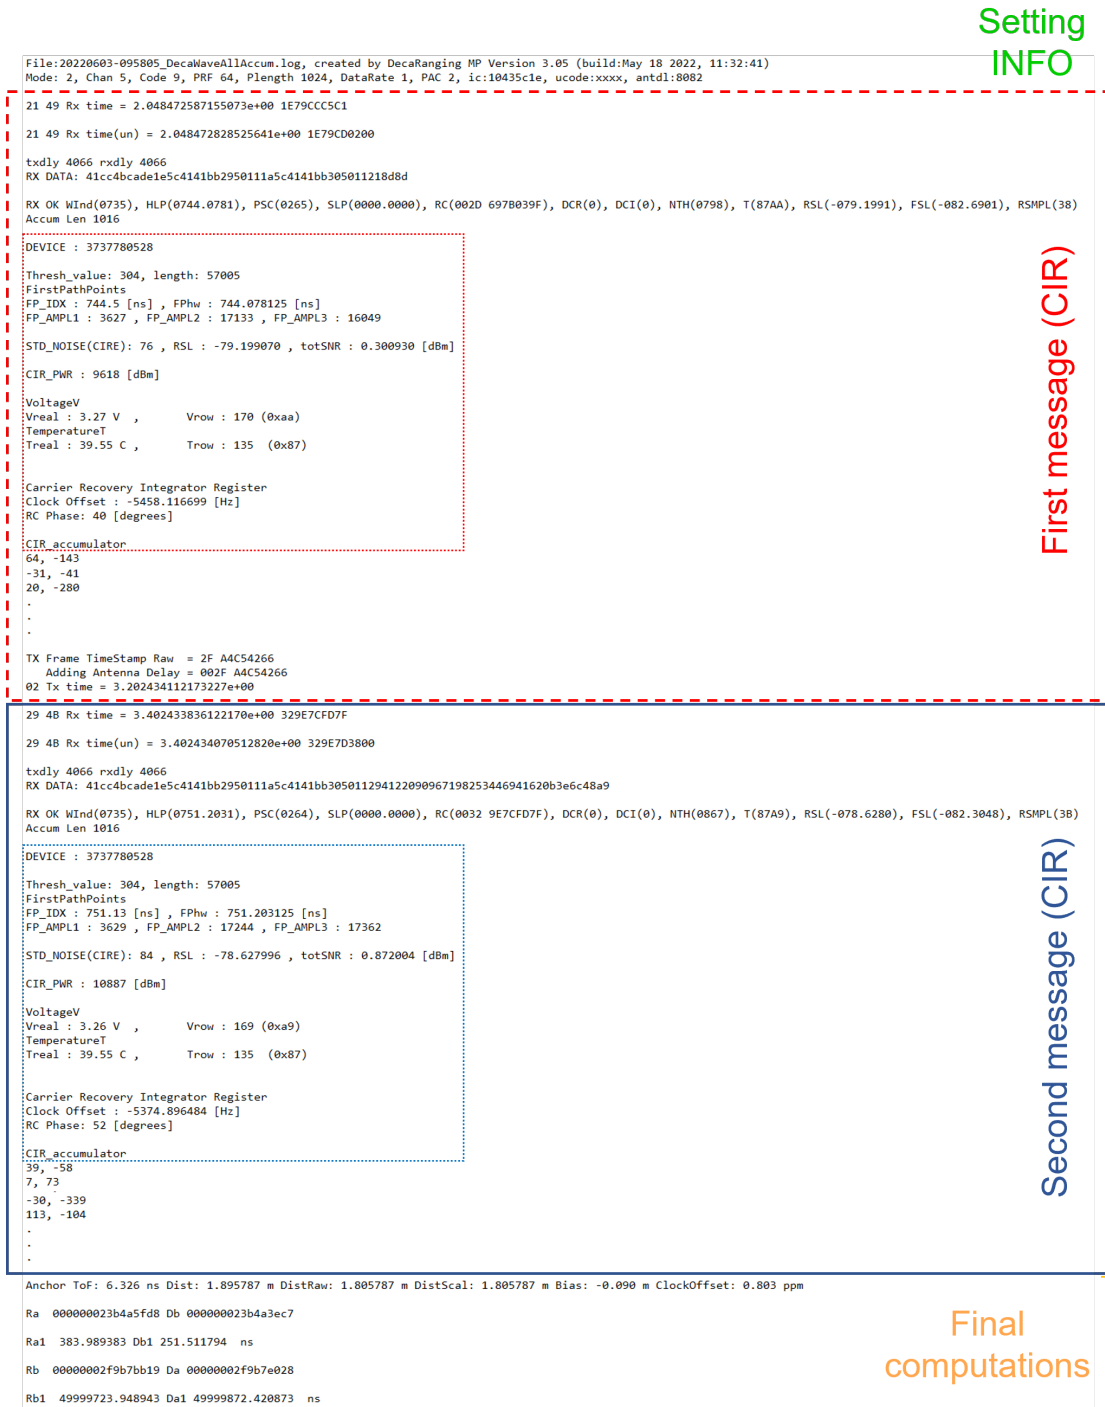 Setting
INFO
File:20220603-095805_DecaWaveAllAccum.log, created by DecaRanging MP Version 3.05 (build:May 18 2022, 11:32:41)
Mode: 2, Chan 5, Code 9, PRF 64, Plength 1024, DataRate 1, PAC 2, ic:10435c1e, ucode:xxxx, antdl:8082
21 49 Rx time = 2.048472587155073e+00 1E79CCC5C1
21 49 Rx time(un) = 2.048472828525641e+00 1E79CD0200
txdly 4066 rxdly 4066
RX DATA: 41cc4bcade1e5c4141bb2950111a5c4141bb305011218d8d
RX OK WInd(0735), HLP(0744.0781), PSC(0265), SLP(0000.0000), RC(002D 697B039F), DCR(0), DCI(0), NTH(0798), T(87AA), RSL(-079.1991), FSL(-082.6901), RSMPL(38)
Accum Len 1016
DEVICE : 3737780528
Thresh_value: 304, length: 57005
FirstPathPoints
FP_IDX : 744.5 [ns] , FPhw : 744.078125 [ns]
FP_AMPL1 : 3627 , FP_AMPL2 : 17133 , FP_AMPL3 : 16049
STD_NOISE(CIRE): 76 , RSL : -79.199070 , totSNR : 0.300930 [dBm]
CIR_PWR : 9618 [dBm]
VoltageV
Vreal : 3.27 V , Vrow : 170 (0xaa)
TemperatureT
Treal : 39.55 C , Trow : 135 (0x87)
Carrier Recovery Integrator Register
Clock Offset : -5458.116699 [Hz]
RC Phase: 40 [degrees]
CIR_accumulator
64, -143
-31, -41
20, -280
.
.
.
TX Frame TimeStamp Raw = 2F A4C54266
Adding Antenna Delay = 002F A4C54266
02 Tx time = 3.202434112173227e+00
First message (CIR)
29 4B Rx time = 3.402433836122170e+00 329E7CFD7F
29 4B Rx time(un) = 3.402434070512820e+00 329E7D3800
txdly 4066 rxdly 4066
RX DATA: 41cc4bcade1e5c4141bb2950111a5c4141bb30501129412209096719825344694162​0b3e6c48a9
RX OK WInd(0735), HLP(0751.2031), PSC(0264), SLP(0000.0000), RC(0032 9E7CFD7F), DCR(0), DCI(0), NTH(0867), T(87A9), RSL(-078.6280), FSL(-082.3048), RSMPL(3B)
Accum Len 1016
DEVICE : 3737780528
Thresh_value: 304, length: 57005
FirstPathPoints
FP_IDX : 751.13 [ns] , FPhw : 751.203125 [ns]
FP_AMPL1 : 3629 , FP_AMPL2 : 17244 , FP_AMPL3 : 17362
STD_NOISE(CIRE): 84 , RSL : -78.627996 , totSNR : 0.872004 [dBm]
CIR_PWR : 10887 [dBm]
VoltageV
Vreal : 3.26 V , Vrow : 169 (0xa9)
TemperatureT
Treal : 39.55 C , Trow : 135 (0x87)
Carrier Recovery Integrator Register
Clock Offset : -5374.896484 [Hz]
RC Phase: 52 [degrees]
CIR_accumulator
39, -58
7, 73
-30, -339
113, -104
.
.
.
Second message (CIR)
Anchor ToF: 6.326 ns Dist: 1.895787 m DistRaw: 1.805787 m DistScal: 1.805787 m Bias: -0.090 m ClockOffset: 0.803 ppm
Ra 000000023b4a5fd8 Db 000000023b4a3ec7
Ra1 383.989383 Db1 251.511794 ns
Rb 00000002f9b7bb19 Da 00000002f9b7e028
Rb1 49999723.948943 Da1 49999872.420873 ns
Final
computations